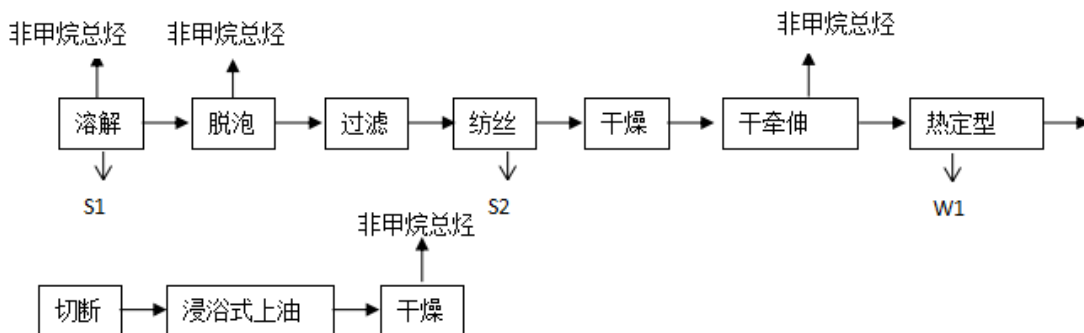 非甲烷总烃
非甲烷总烃
非甲烷总烃
溶解
脱泡
过滤
纺丝
干燥
干牵伸
热定型
S1
S2
W1
非甲烷总烃
切断
浸浴式上油
干燥